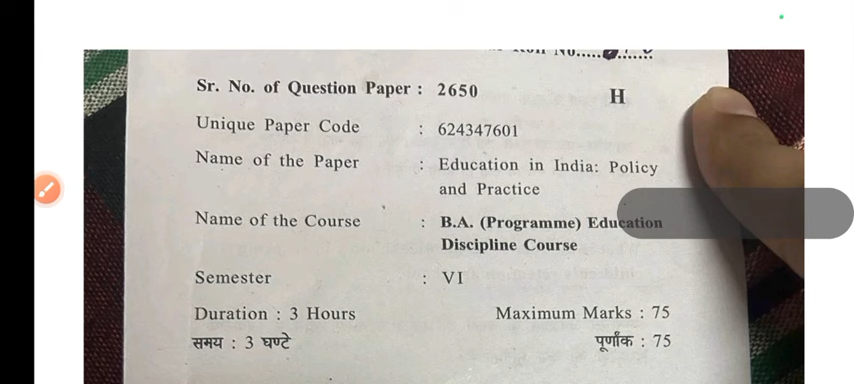 Roll No.....
Sr. No. of Question Paper : 2650
H
Unique Paper Code : 624347601
Name of the Paper : Education in India: Policy
and Practice
Name of the Course : B.A. (Programme) Education
Discipline Course
Semester : VI
Duration : 3 Hours Maximum Marks : 75
समय : 3 घण्टे पूर्णांक : 75